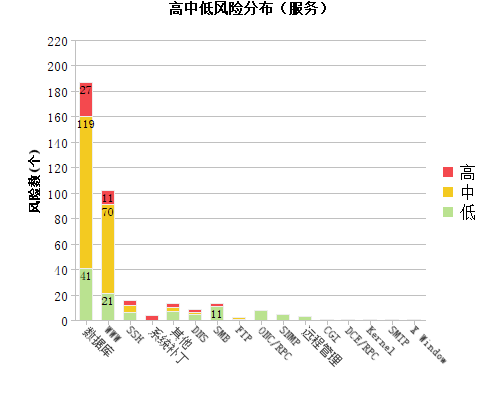 高中低风险分布（服务）
风险数(个)
220
200
180
160
140
120
100
80
60
40
20
0
27
119
41
11
70
21
11
数据库
WWW
SSH
系统补丁
其他
DNS
SMB
FTP
ONC/RPC
SNMP
远程管理
CGI
DCE/RPC
Kernel
SMTP
X Window
高
中
低